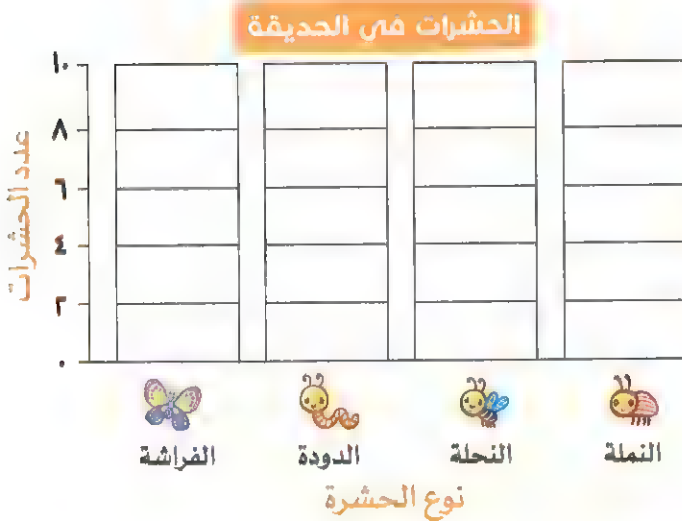 الحشرات في الحديقة
عدد الحشرات
١٠
٨
٦
٤
٢
٠
الفراشة
الدودة
النحلة
النملة
نوع الحشرة